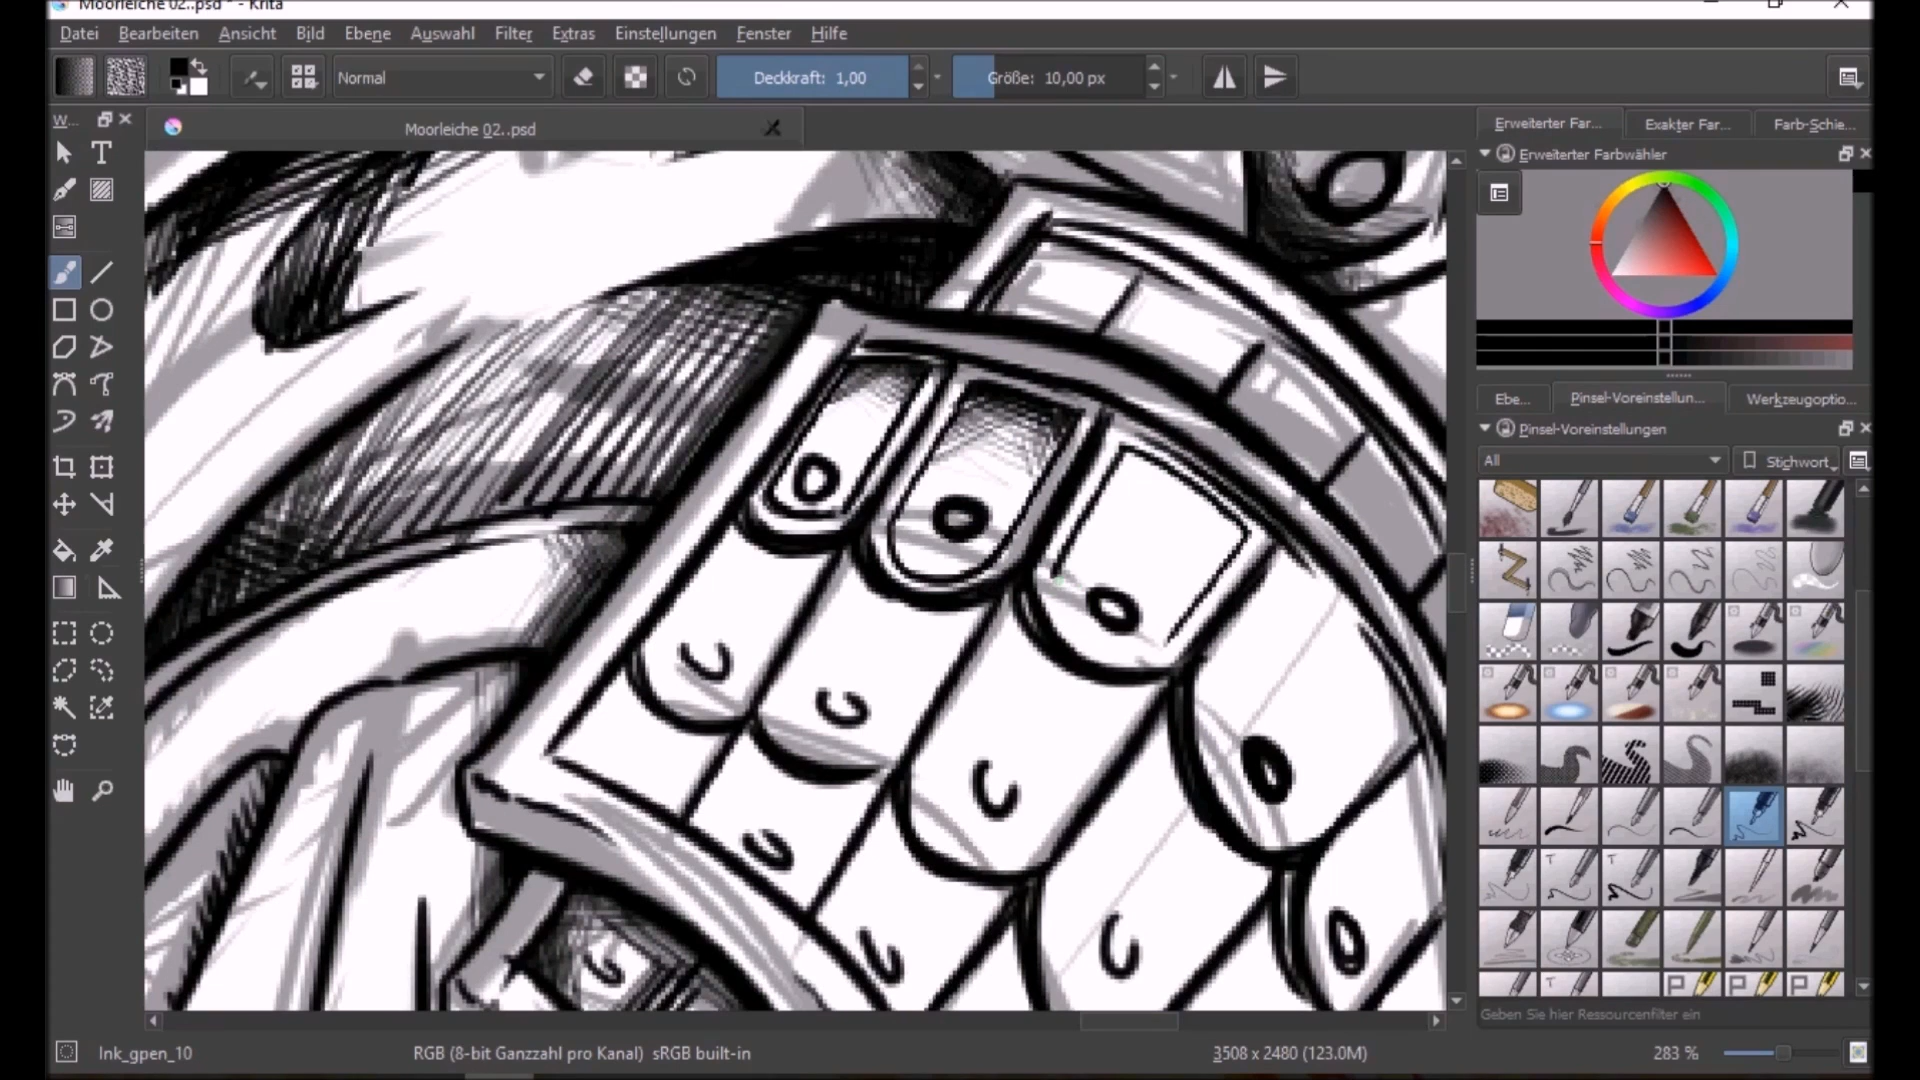 Moorleiche 02..psd * - Krita
Datei Bearbeiten Ansicht Bild Ebene Auswahl Filter Extras Einstellungen Fenster Hilfe
Normal Deckkraft: 1,00 Größe: 10,00 px
W... Moorleiche 02..psd Erweiterter Far... Exakter Far... Farb-Schie...
Erweiterter Farbwähler
Ebe... Pinsel-Voreinstellun... Werkzeugoptio...
Pinsel-Voreinstellungen
All Stichwort
Geben Sie hier Ressourcenfilter ein
Ink_gpen_10 RGB (8-bit Ganzzahl pro Kanal) sRGB built-in 3508 x 2480 (123.0M) 283 %